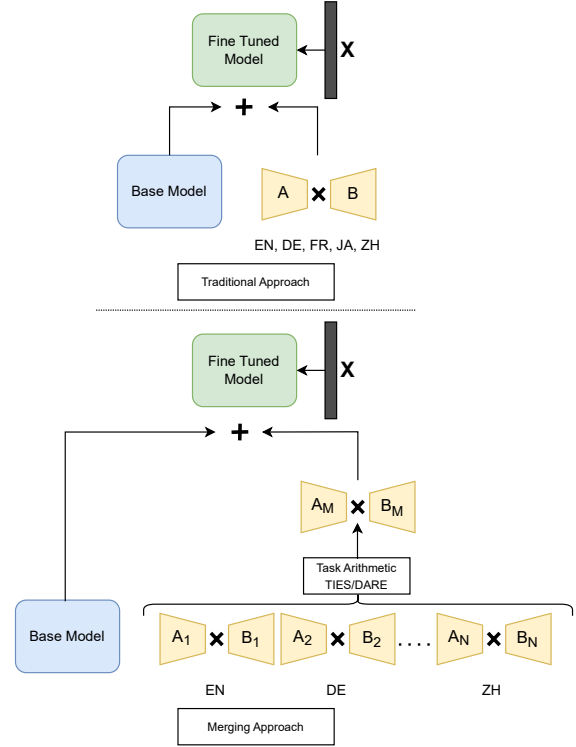 Fine Tuned
Model
X
+
Base Model
A × B
EN, DE, FR, JA, ZH
Traditional Approach
Fine Tuned
Model
X
+
A_M × B_M
Task Arithmetic
TIES/DARE
Base Model
A_1 × B_1 A_2 × B_2 .... A_N × B_N
EN DE ZH
Merging Approach